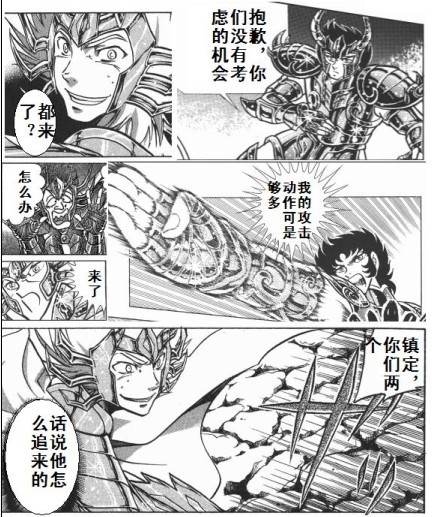 抱歉，你
们没有考
虑的机会
都来
了？
我的攻击
动作可是
够多
怎么办
来了
镇定，
你们两
个
话说他怎
么追来的